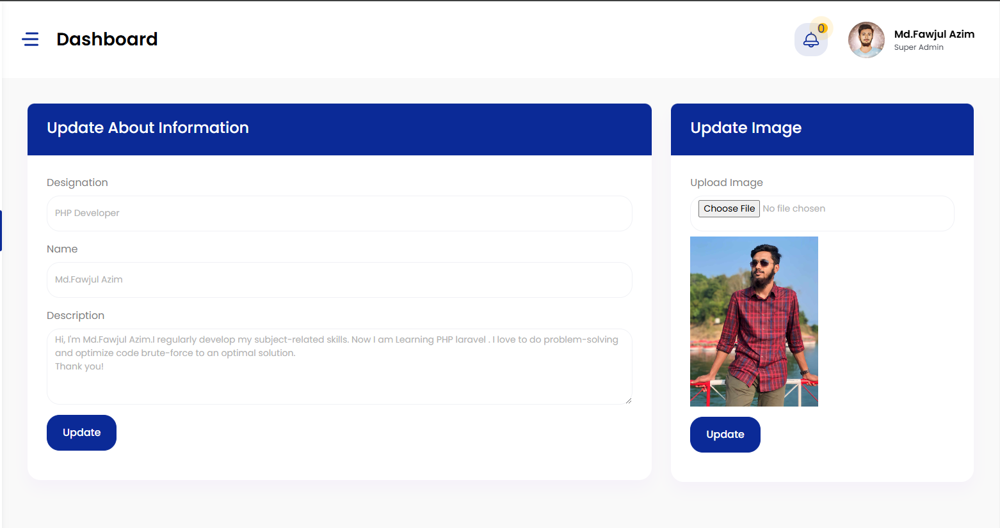 Dashboard
0
Md.Fawjul Azim
Super Admin
Update About Information
Designation
PHP Developer
Name
Md.Fawjul Azim
Description
Hi, I'm Md.Fawjul Azim.I regularly develop my subject-related skills. Now I am Learning PHP laravel . I love to do problem-solving
and optimize code brute-force to an optimal solution.
Thank you!
Update
Update Image
Upload Image
Choose File No file chosen
Update